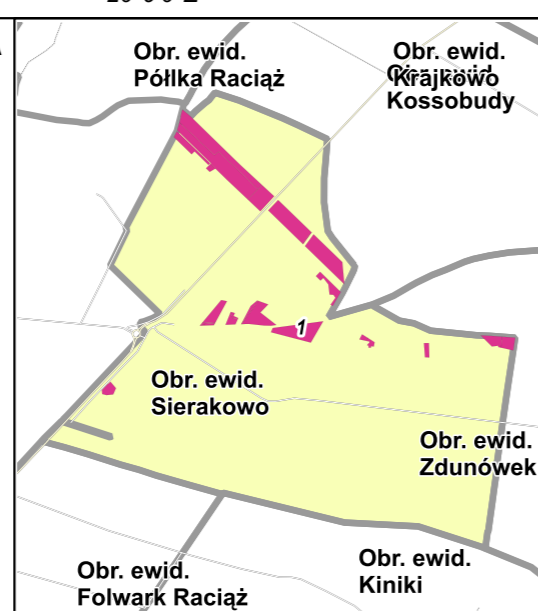 Obr. ewid.
Półlka Raciąż
Obr. ewid.
Krajkowo
Kossobudy
1
Obr. ewid.
Sierakowo
Obr. ewid.
Zdunówek
Obr. ewid.
Kiniki
Obr. ewid.
Folwark Raciąż